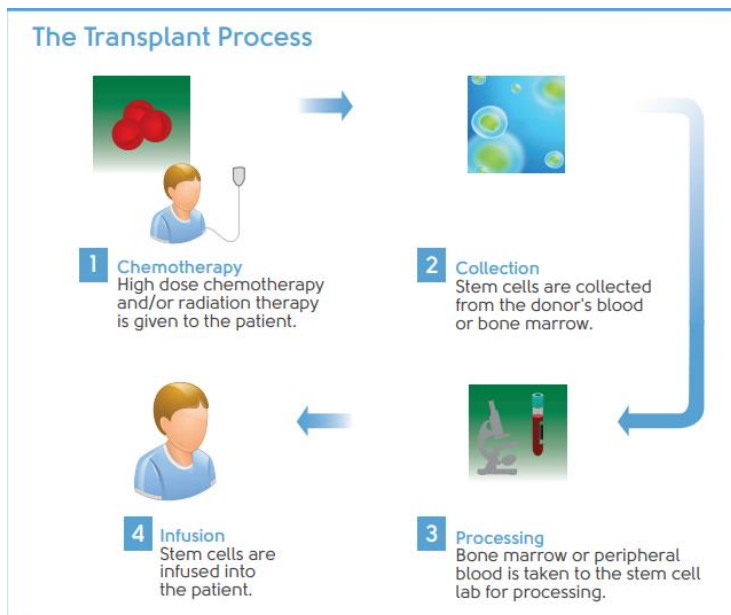 The Transplant Process
1 Chemotherapy
High dose chemotherapy
and/or radiation therapy
is given to the patient.
2 Collection
Stem cells are collected
from the donor's blood
or bone marrow.
3 Processing
Bone marrow or peripheral
blood is taken to the stem cell
lab for processing.
4 Infusion
Stem cells are
infused into
the patient.